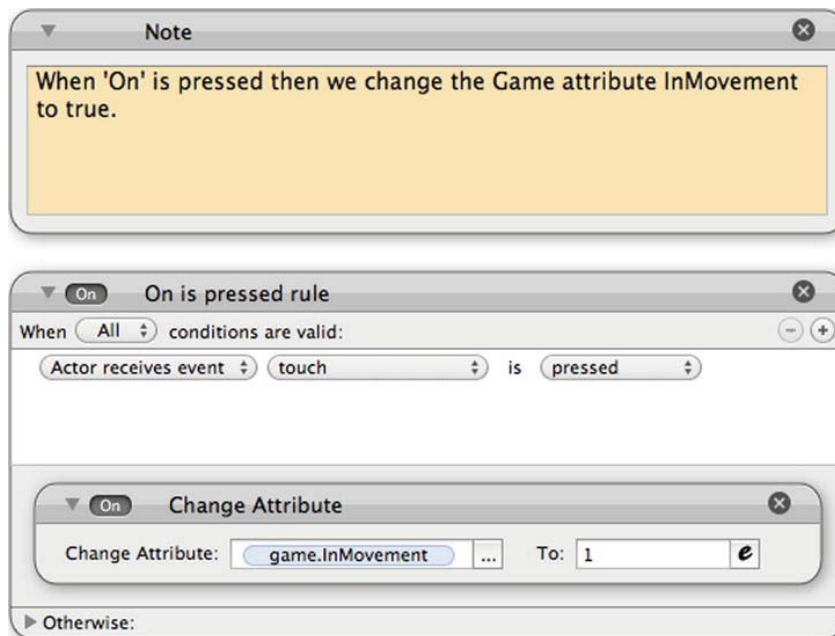 Note
When 'On' is pressed then we change the Game attribute InMovement
to true.
On On is pressed rule
When All conditions are valid:
Actor receives event touch is pressed
On Change Attribute
Change Attribute: game.InMovement ... To: 1 e
Otherwise: